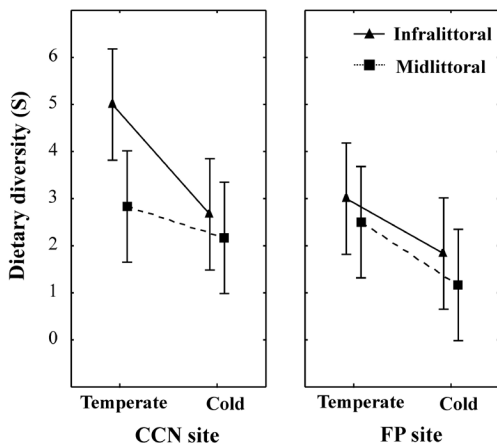 Dietary diversity (S)
6
5
4
3
2
1
0
Infralittoral
Midlittoral
Temperate Cold
CCN site
Temperate Cold
FP site